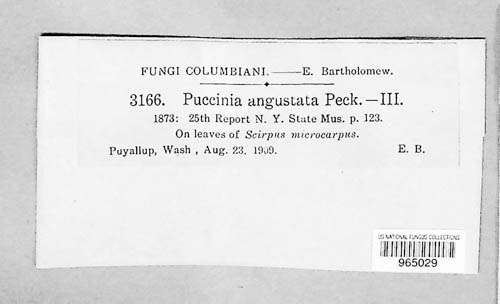 FUNGI COLUMBIANI.——E. Bartholomew.
3166. Puccinia angustata Peck.—III.
1873: 25th Report N. Y. State Mus. p. 123.
On leaves of Scirpus microcarpus.
Puyallup, Wash , Aug. 23, 1909. E. B.
US NATIONAL FUNGUS COLLECTIONS
965029